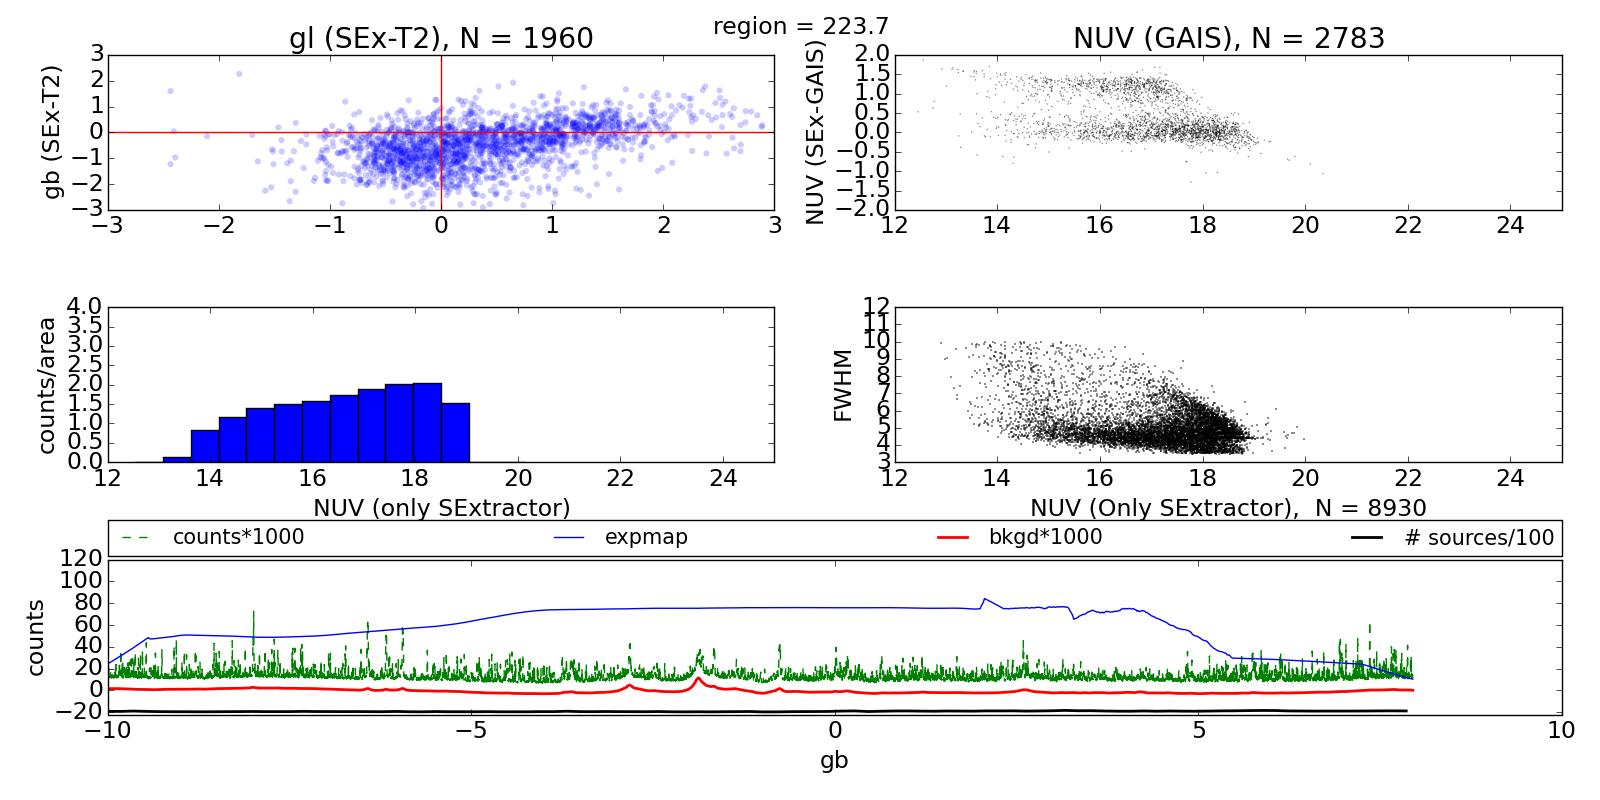 region = 223.7
gl (SEx-T2), N = 1960
NUV (GAIS), N = 2783
gb (SEx-T2)
3
2
1
0
−1
−2
−3
−3 −2 −1 0 1 2 3
NUV (SEx-GAIS)
2.0
1.5
1.0
0.5
0.0
−0.5
−1.0
−1.5
−2.0
12 14 16 18 20 22 24
counts/area
4.0
3.5
3.0
2.5
2.0
1.5
1.0
0.5
0.0
12 14 16 18 20 22 24
NUV (only SExtractor)
FWHM
12
11
10
9
8
7
6
5
4
3
12 14 16 18 20 22 24
NUV (Only SExtractor), N = 8930
counts*1000 expmap bkgd*1000 # sources/100
counts
120
100
80
60
40
20
0
−20
−10 −5 0 5 10
gb